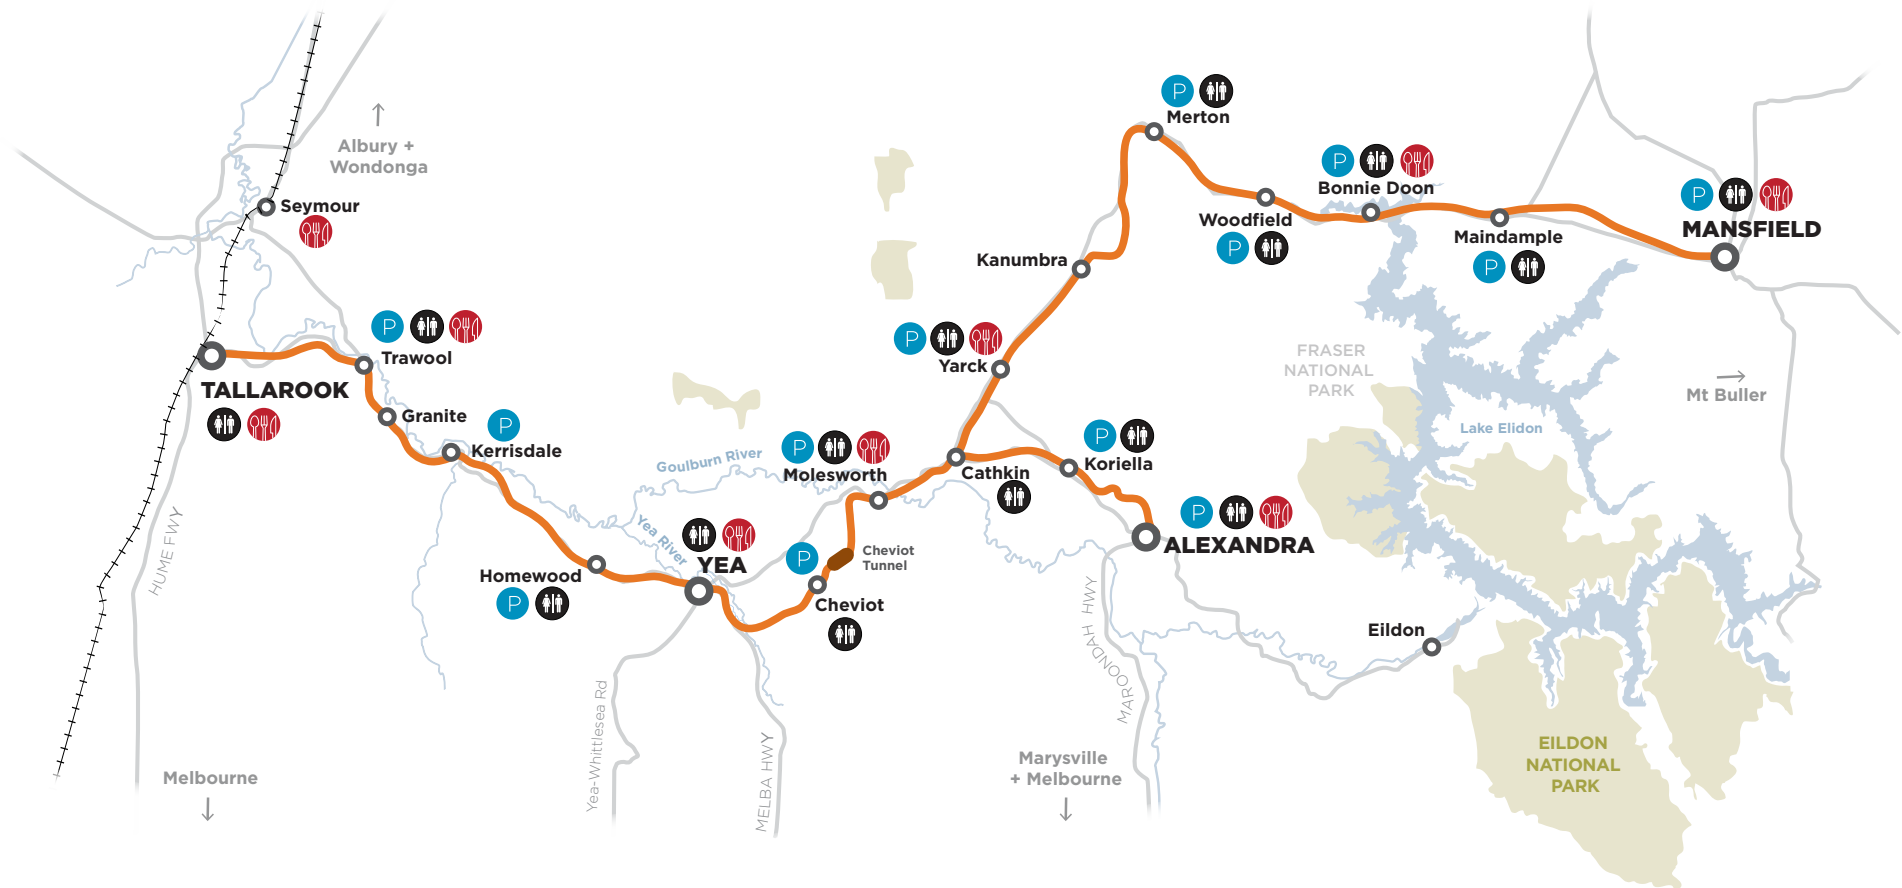 Albury +
Wondonga
Seymour
P
Trawool
TALLAROOK
Granite
P
Kerrisdale
HUME FWY
Melbourne
Homewood
P
Yea River
Goulburn River
YEA
Yea-Whittlesea Rd
MELBA HWY
P
Cheviot
Tunnel
Cheviot
P
Molesworth
P
Yarck
Kanumbra
Cathkin
P
Koriella
P
ALEXANDRA
MAROONDAH HWY
Marysville
+ Melbourne
P
Merton
Woodfield
P
P
Bonnie Doon
Maindample
P
P
MANSFIELD
FRASER
NATIONAL
PARK
Lake Elidon
Mt Buller
Eildon
EILDON
NATIONAL
PARK